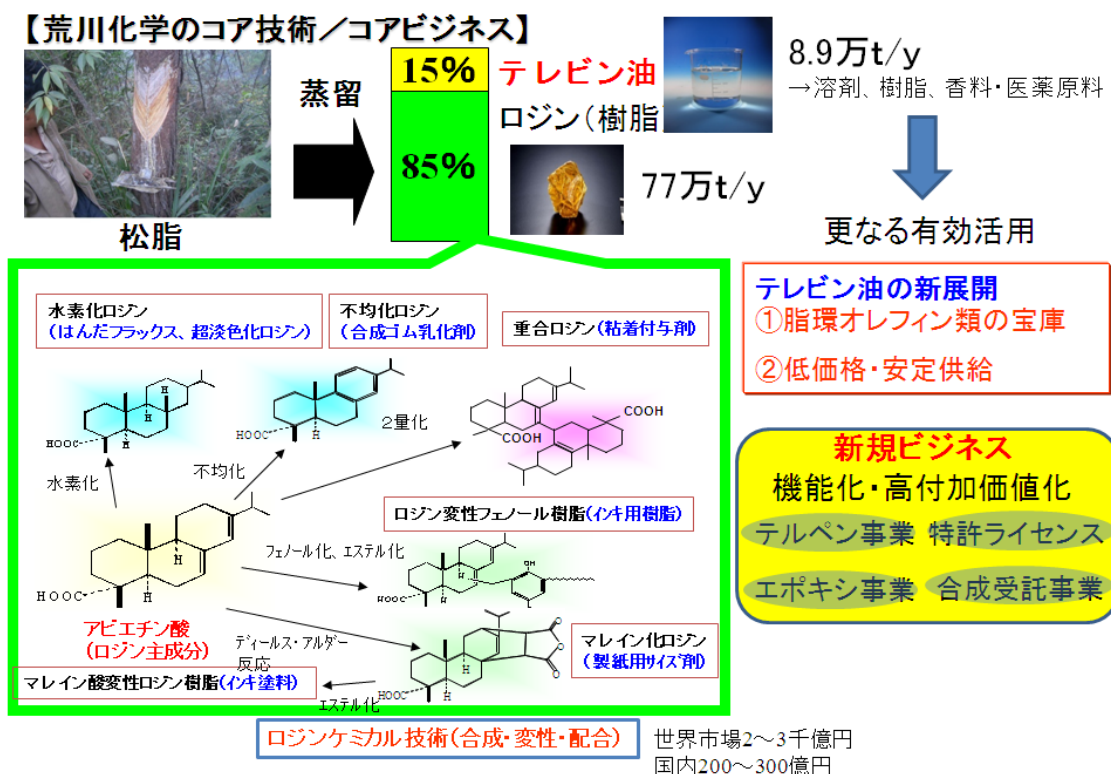 【荒川化学のコア技術／コアビジネス】
松脂
蒸留
15%
85%
テレビン油
ロジン（樹脂
8.9万t/y
→溶剤、樹脂、香料・医薬原料
77万t/y
更なる有効活用
テレビン油の新展開
①脂環オレフィン類の宝庫
②低価格・安定供給
新規ビジネス
機能化・高付加価値化
テルペン事業
特許ライセンス
エポキシ事業
合成受託事業
水素化ロジン
（はんだフラックス、超淡色化ロジン）
不均化ロジン
（合成ゴム乳化剤）
重合ロジン（粘着付与剤）
H
H
H
HOOC
水素化
HOOC
H
不均化
2量化
COOH
COOH
ロジン変性フェノール樹脂（インキ用樹脂）
H
H
HOOC
アビエチン酸
（ロジン主成分）
フェノール化、エステル化
H
H
HOOC
OH
ディールス・アルダー
反応
H
H
HOOC
O
O
O
マレイン化ロジン
（製紙用サイズ剤）
マレイン酸変性ロジン樹脂（インキ塗料）
エステル化
ロジンケミカル技術（合成・変性・配合）
世界市場2～3千億円
国内200～300億円